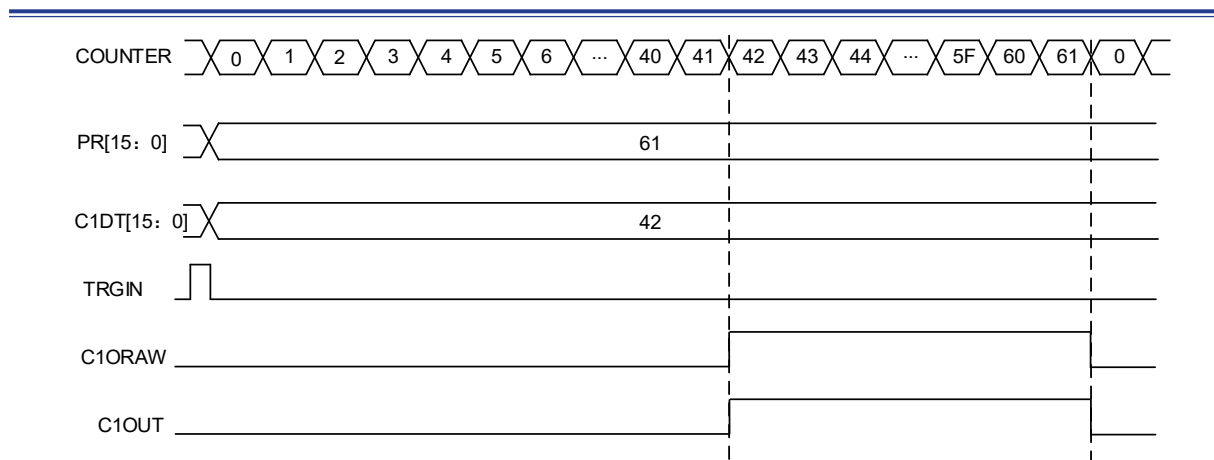 COUNTER 0 1 2 3 4 5 6 ... 40 41 42 43 44 ... 5F 60 61 0
PR[15：0] 61
C1DT[15：0] 42
TRGIN
C1ORAW
C1OUT